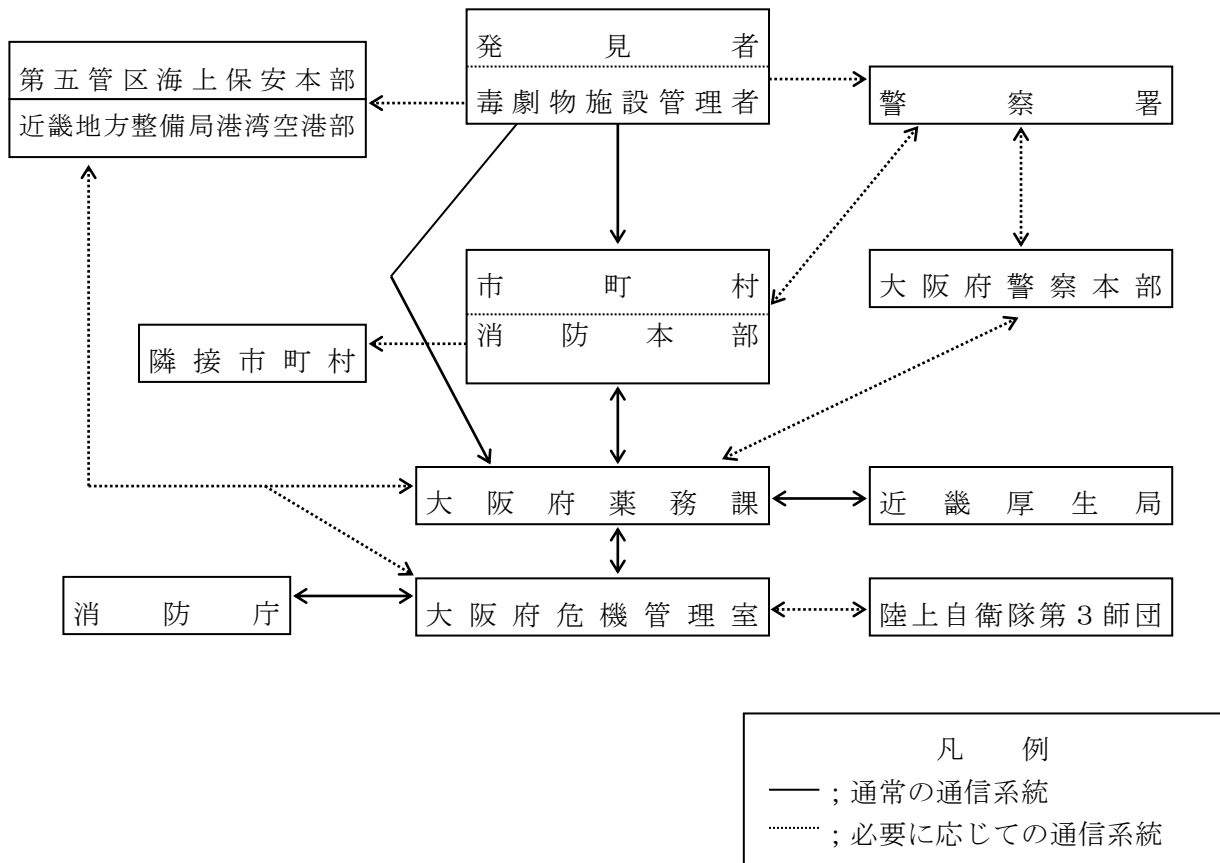 発見者
毒劇物施設管理者
第五管区海上保安本部
近畿地方整備局港湾空港部
警察署
市町村
消防本部
大阪府警察本部
隣接市町村
大阪府薬務課
近畿厚生局
消防庁
大阪府危機管理室
陸上自衛隊第３師団
凡例
；通常の通信系統
；必要に応じての通信系統